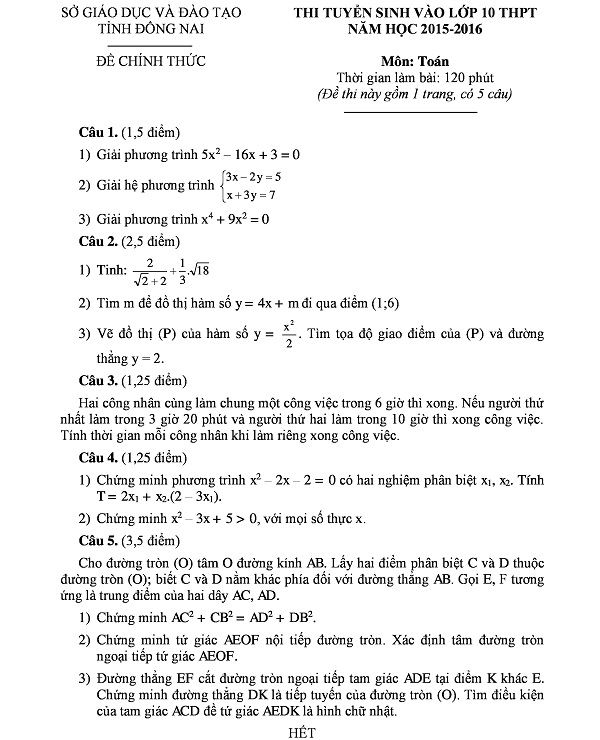 SỞ GIÁO DỤC VÀ ĐÀO TẠO
TỈNH ĐỒNG NAI
ĐỀ CHÍNH THỨC
THI TUYỂN SINH VÀO LỚP 10 THPT
NĂM HỌC 2015-2016
Môn: Toán
Thời gian làm bài: 120 phút
(Đề thi này gồm 1 trang, có 5 câu)
Câu 1. (1,5 điểm)
1) Giải phương trình 5x² – 16x + 3 = 0
2) Giải hệ phương trình {3x – 2y = 5
x + 3y = 7
3) Giải phương trình x⁴ + 9x² = 0
Câu 2. (2,5 điểm)
1) Tính: 2/(√2 + 2) + 1/3.√18
2) Tìm m để đồ thị hàm số y = 4x + m đi qua điểm (1;6)
3) Vẽ đồ thị (P) của hàm số y = x²/2. Tìm tọa độ giao điểm của (P) và đường
thẳng y = 2.
Câu 3. (1,25 điểm)
Hai công nhân cùng làm chung một công việc trong 6 giờ thì xong. Nếu người thứ
nhất làm trong 3 giờ 20 phút và người thứ hai làm trong 10 giờ thì xong công việc.
Tính thời gian mỗi công nhân khi làm riêng xong công việc.
Câu 4. (1,25 điểm)
1) Chứng minh phương trình x² – 2x – 2 = 0 có hai nghiệm phân biệt x₁, x₂. Tính
T = 2x₁ + x₂.(2 – 3x₁).
2) Chứng minh x² – 3x + 5 > 0, với mọi số thực x.
Câu 5. (3,5 điểm)
Cho đường tròn (O) tâm O đường kính AB. Lấy hai điểm phân biệt C và D thuộc
đường tròn (O); biết C và D nằm khác phía đối với đường thẳng AB. Gọi E, F tương
ứng là trung điểm của hai dây AC, AD.
1) Chứng minh AC² + CB² = AD² + DB².
2) Chứng minh tứ giác AEOF nội tiếp đường tròn. Xác định tâm đường tròn
ngoại tiếp tứ giác AEOF.
3) Đường thẳng EF cắt đường tròn ngoại tiếp tam giác ADE tại điểm K khác E.
Chứng minh đường thẳng DK là tiếp tuyến của đường tròn (O). Tìm điều kiện
của tam giác ACD để tứ giác AEDK là hình chữ nhật.
HẾT